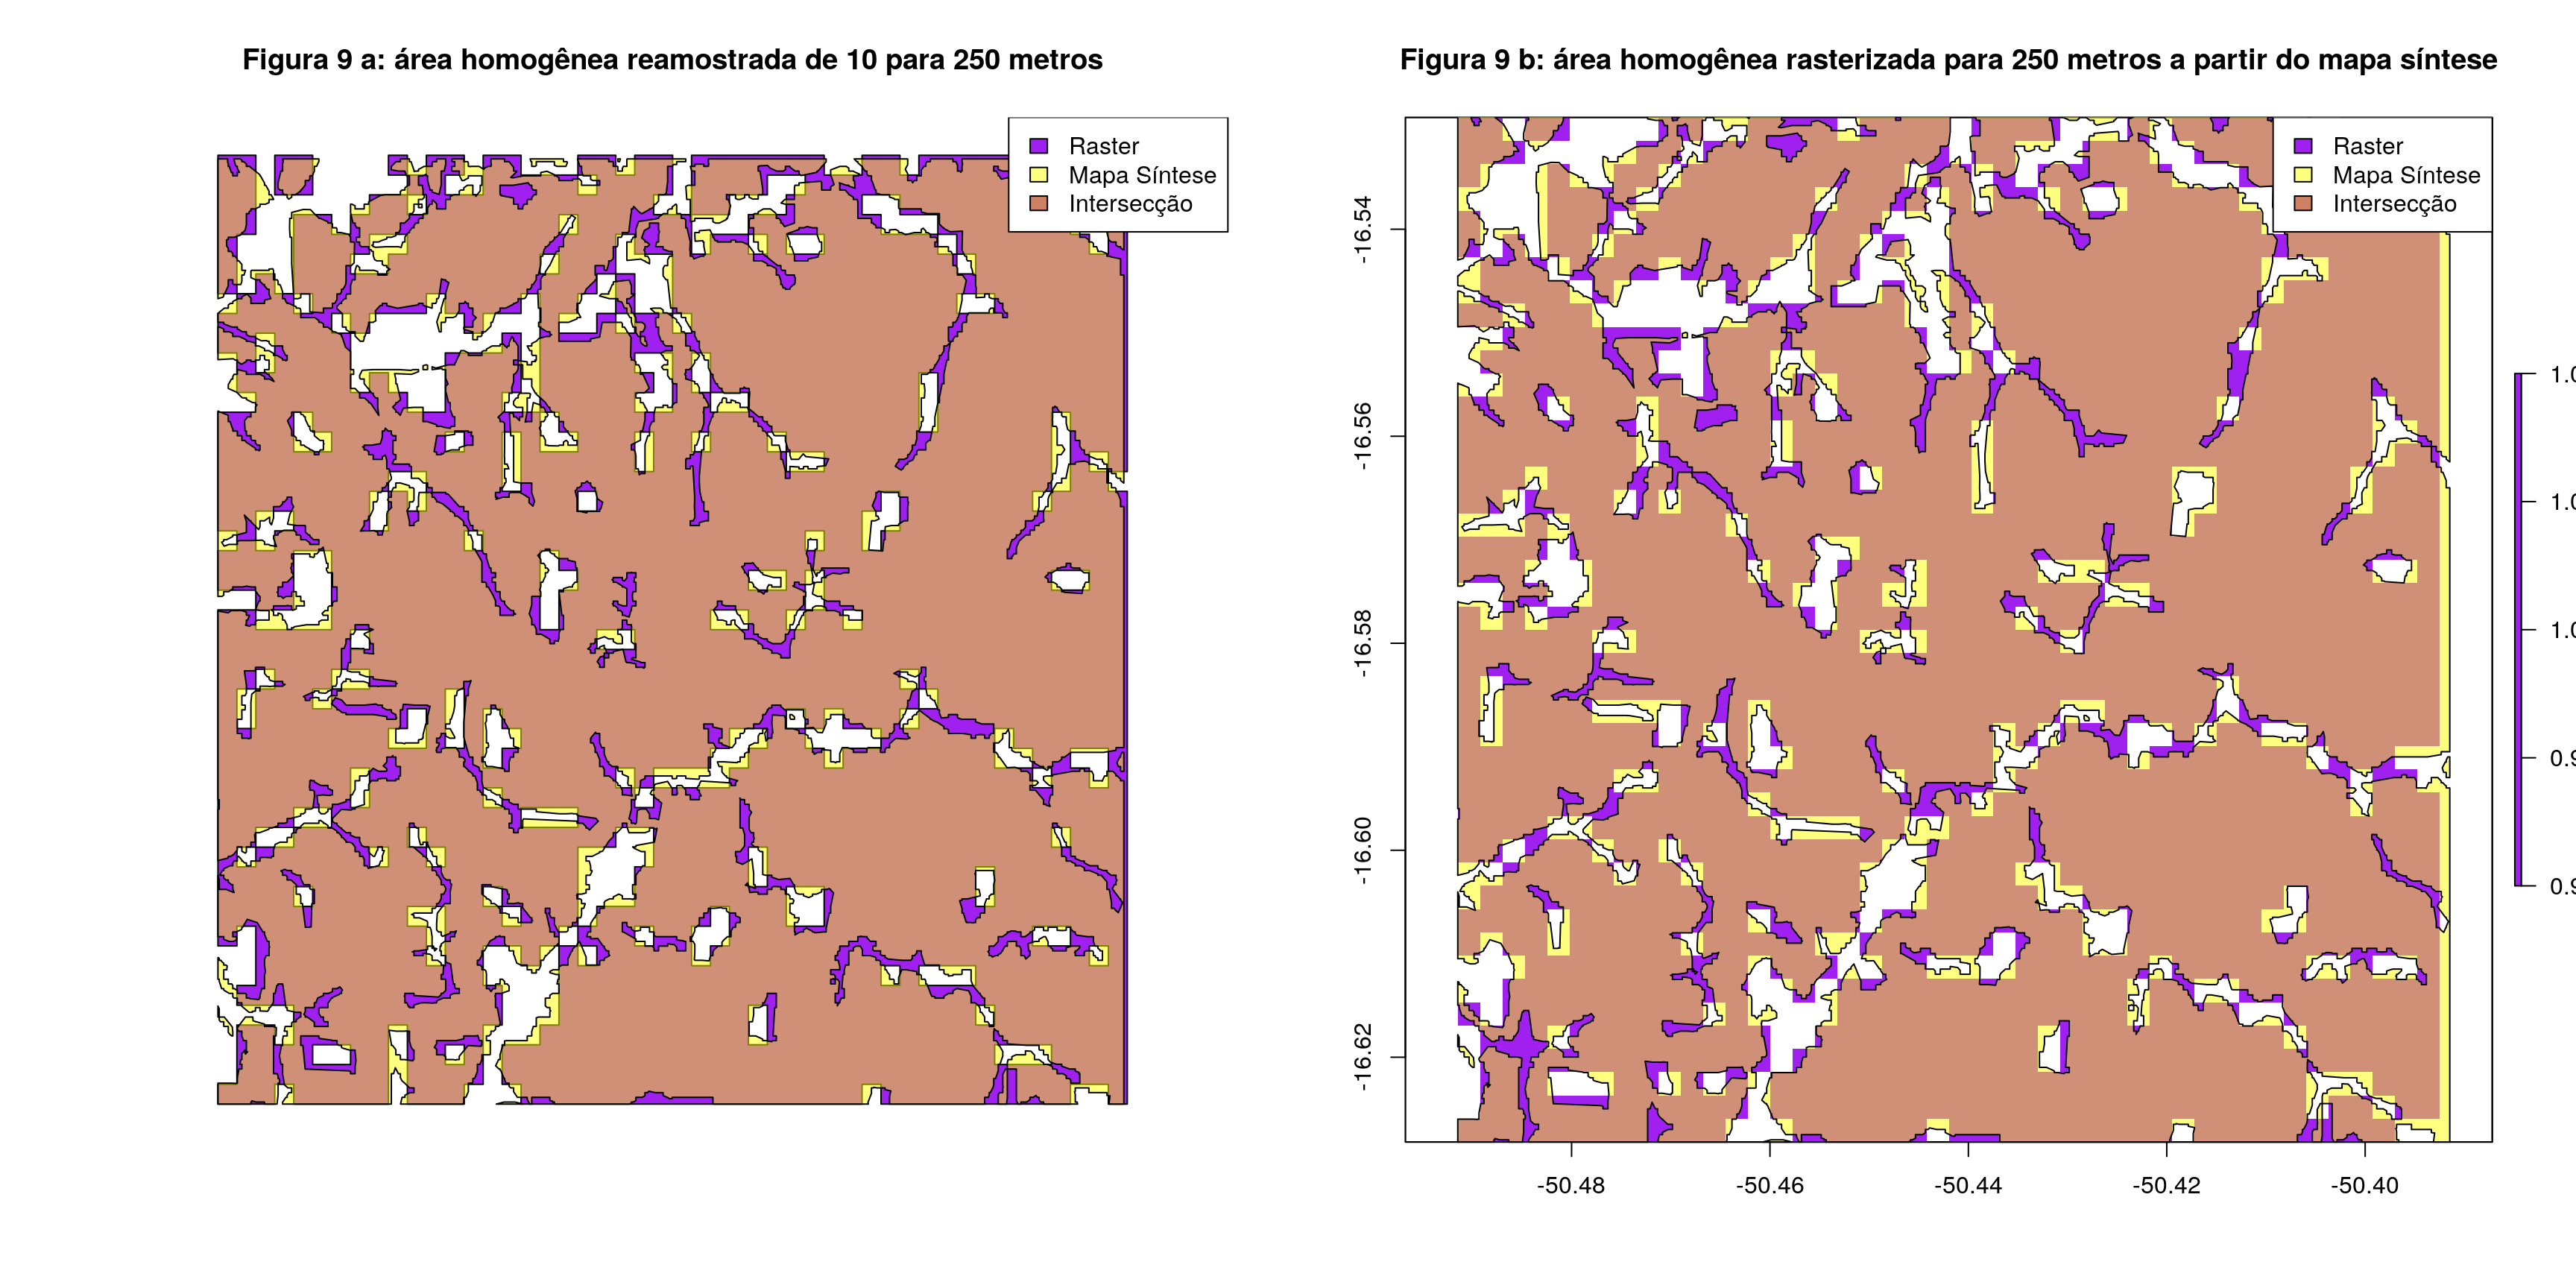 Figura 9 a: área homogênea reamostrada de 10 para 250 metros
Raster
Mapa Síntese
Intersecção
Figura 9 b: área homogênea rasterizada para 250 metros a partir do mapa síntese
Raster
Mapa Síntese
Intersecção
-16.54
-16.56
-16.58
-16.60
-16.62
-50.48
-50.46
-50.44
-50.42
-50.40